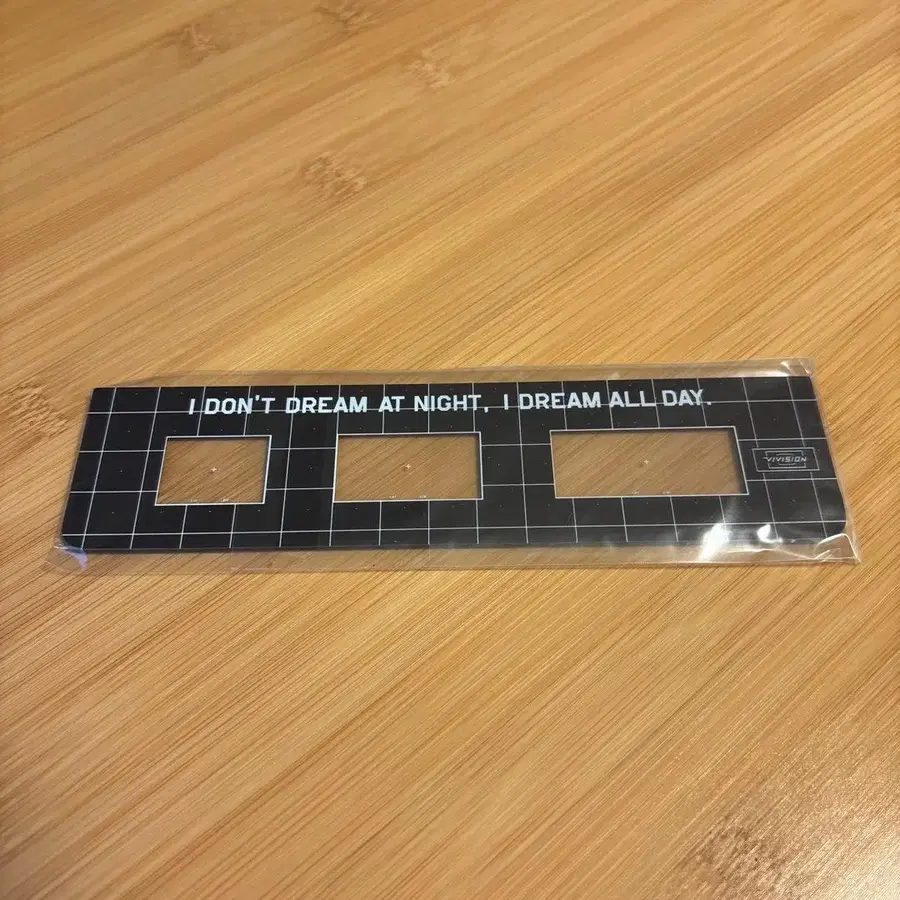 I DON'T DREAM AT NIGHT, I DREAM ALL DAY.
VIVISION